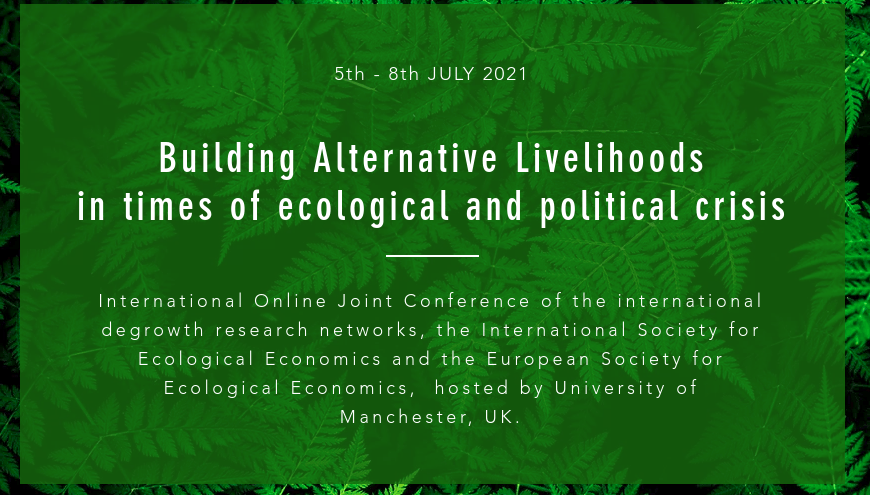 5th - 8th JULY 2021
Building Alternative Livelihoods
in times of ecological and political crisis
International Online Joint Conference of the international
degrowth research networks, the International Society for
Ecological Economics and the European Society for
Ecological Economics,  hosted by University of
Manchester, UK.